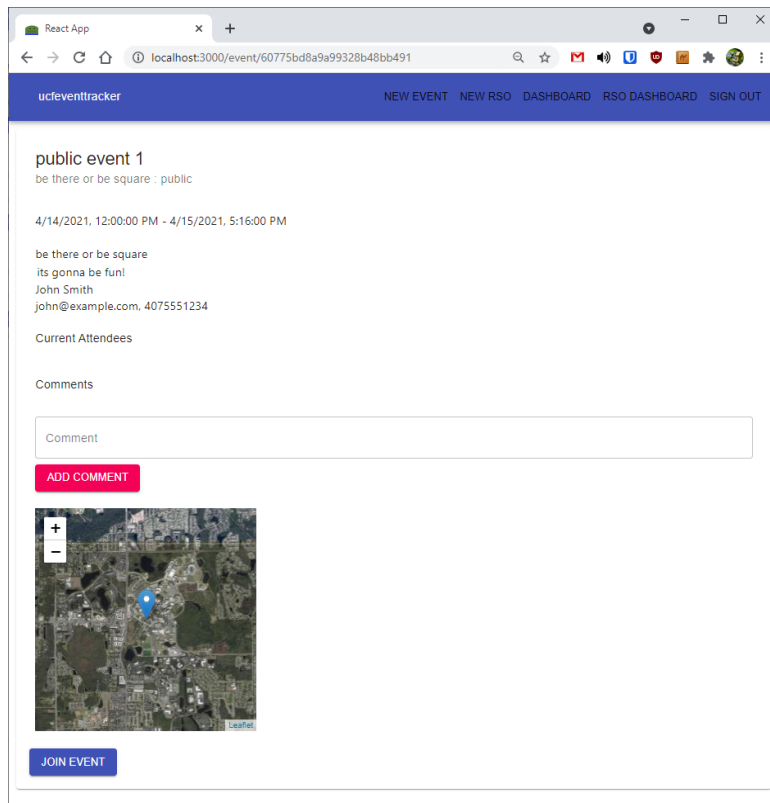 React App
localhost:3000/event/60775bd8a9a99328b48bb491
ucfeventtracker
NEW EVENT NEW RSO DASHBOARD RSO DASHBOARD SIGN OUT
public event 1
be there or be square : public
4/14/2021, 12:00:00 PM - 4/15/2021, 5:16:00 PM
be there or be square
its gonna be fun!
John Smith
john@example.com, 4075551234
Current Attendees
Comments
Comment
ADD COMMENT
+
−
Leaflet
JOIN EVENT